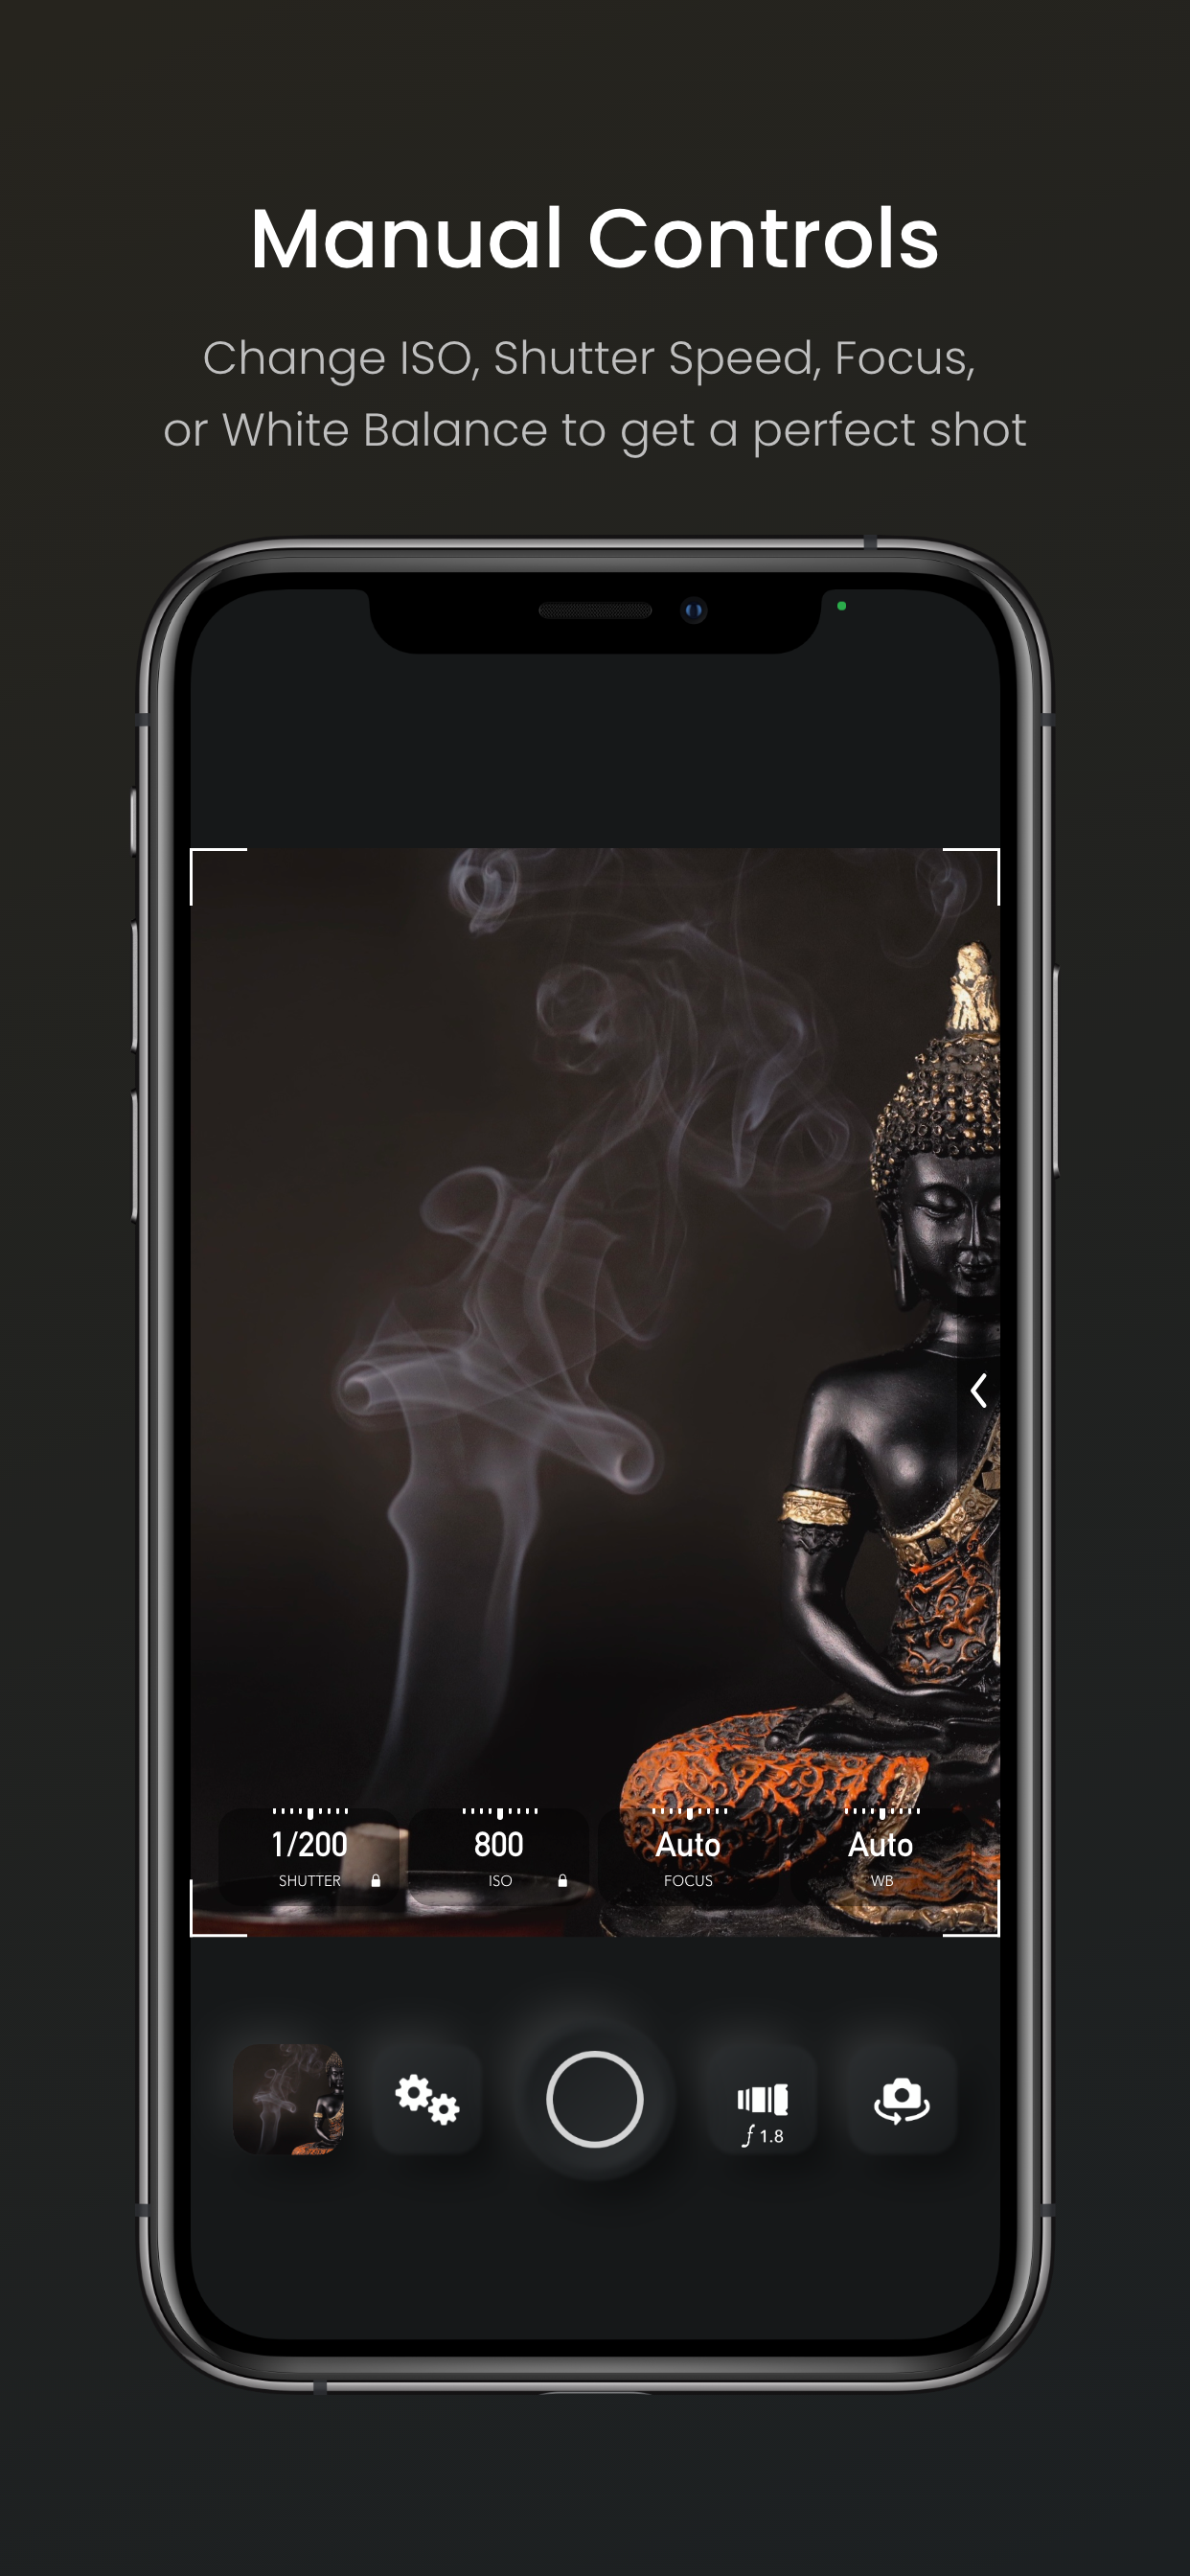 Manual Controls
Change ISO, Shutter Speed, Focus,
or White Balance to get a perfect shot
1/200 800 Auto Auto
SHUTTER ISO FOCUS WB
ƒ 1.8